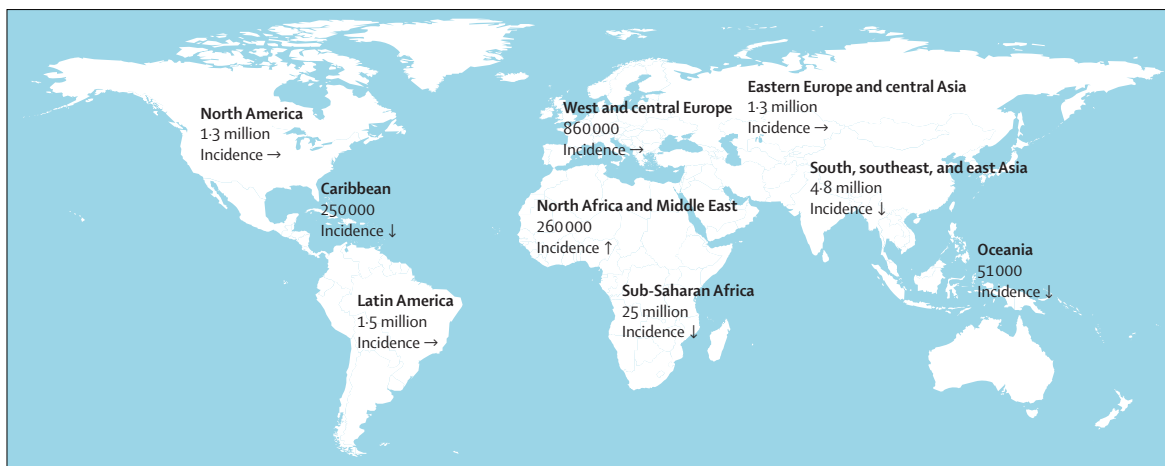 North America
1·3 million
Incidence →
Caribbean
250 000
Incidence ↓
Latin America
1·5 million
Incidence →
West and central Europe
860 000
Incidence →
North Africa and Middle East
260 000
Incidence ↑
Sub-Saharan Africa
25 million
Incidence ↓
Eastern Europe and central Asia
1·3 million
Incidence →
South, southeast, and east Asia
4·8 million
Incidence ↓
Oceania
51 000
Incidence ↓